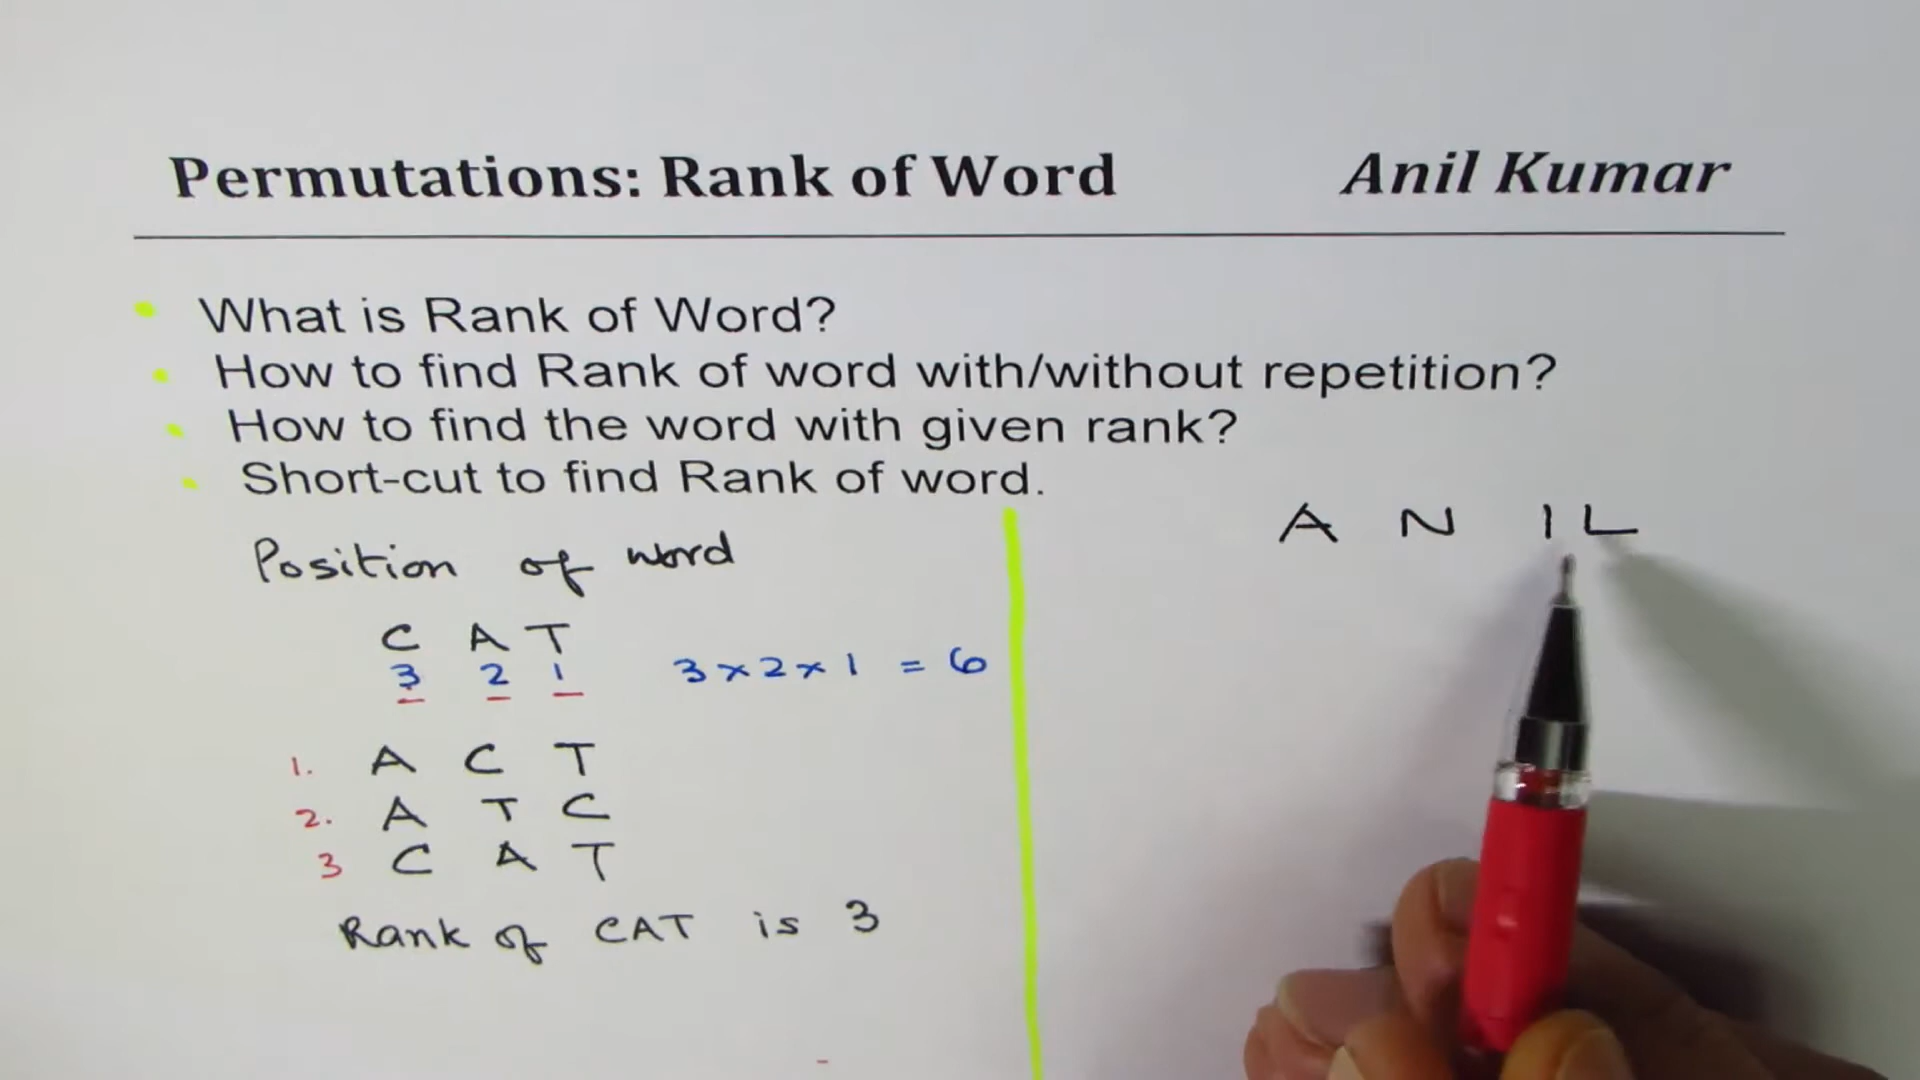 Permutations: Rank of Word Anil Kumar
What is Rank of Word?
How to find Rank of word with/without repetition?
How to find the word with given rank?
Short-cut to find Rank of word.
Position of word
C A T
3 2 1 3 x 2 x 1 = 6
1. A C T
2. A T C
3 C A T
Rank of CAT is 3
A N I L